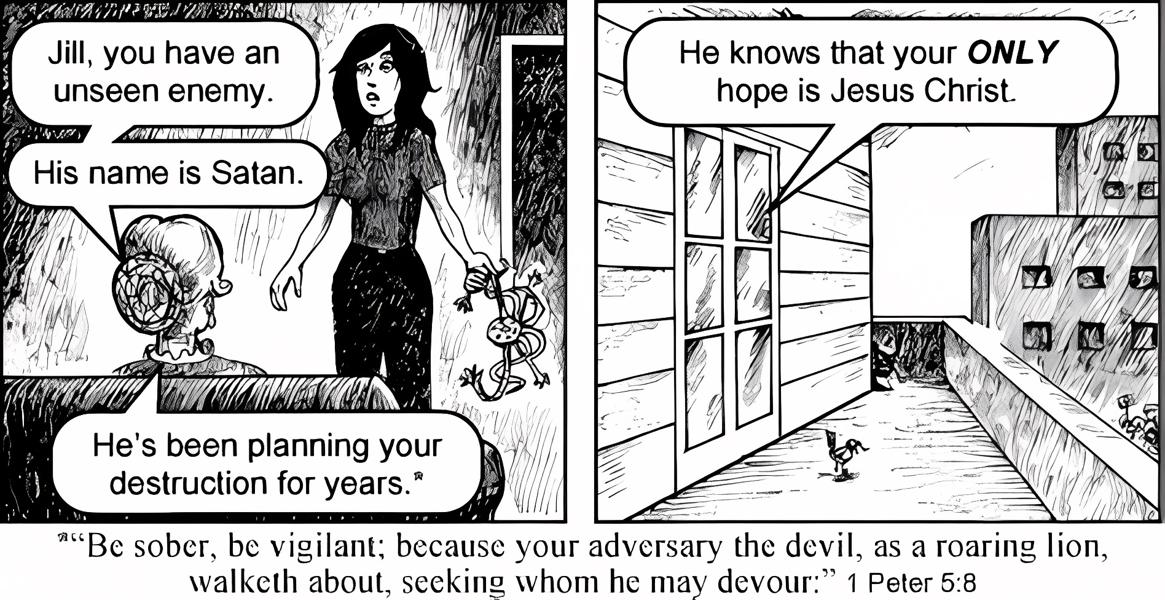 Jill, you have an
unseen enemy.
His name is Satan.
He's been planning your
destruction for years.*
He knows that your ONLY
hope is Jesus Christ.
*“Be sober, be vigilant; because your adversary the devil, as a roaring lion,
walketh about, seeking whom he may devour:” 1 Peter 5:8